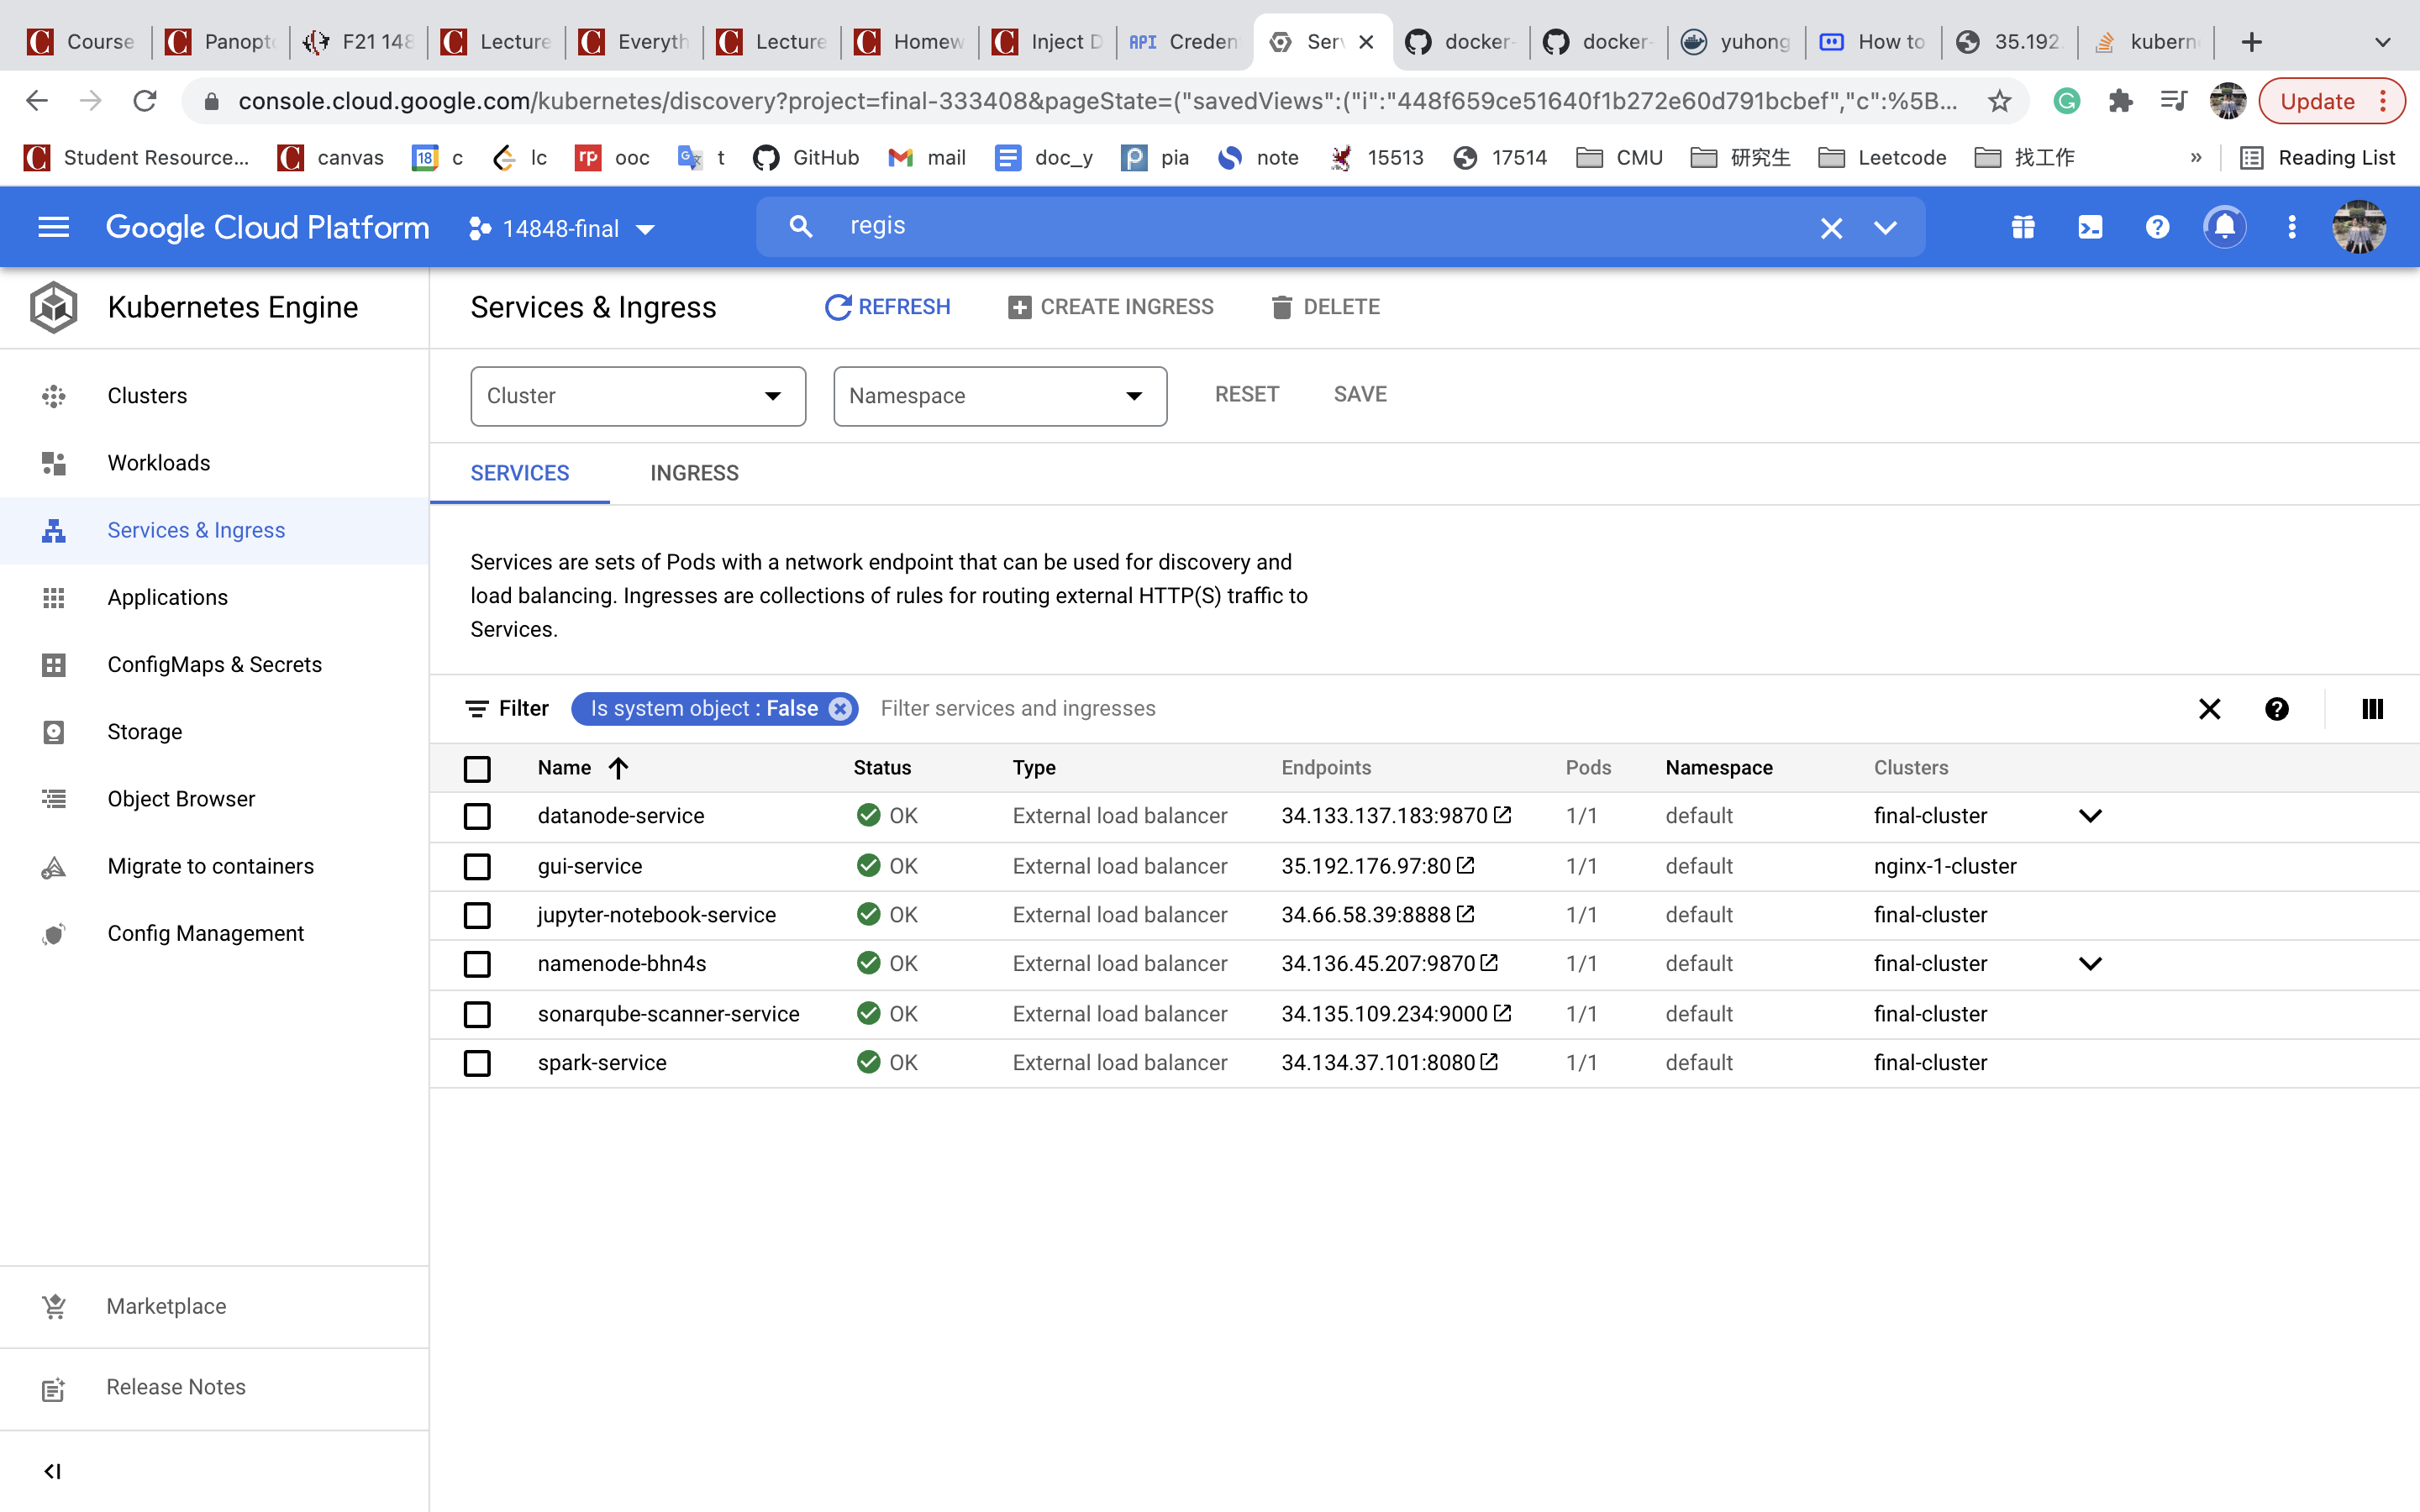 Course
Panopto
F21 148
Lecture
Everyth
Lecture
Homew
Inject D
API Creden
Serv
docker-
docker-
yuhong
How to
35.192.
kubern
console.cloud.google.com/kubernetes/discovery?project=final-333408&pageState=("savedViews":("i":"448f659ce51640f1b272e60d791bcbef","c":%5B...
Update
Student Resource...
canvas
18 c
lc
rp ooc
t
GitHub
mail
doc_y
pia
note
15513
17514
CMU
研究生
Leetcode
找工作
»
Reading List
Google Cloud Platform
14848-final
regis
Kubernetes Engine
Services & Ingress
REFRESH
CREATE INGRESS
DELETE
Clusters
Workloads
Services & Ingress
Applications
ConfigMaps & Secrets
Storage
Object Browser
Migrate to containers
Config Management
Marketplace
Release Notes
Cluster
Namespace
RESET
SAVE
SERVICES
INGRESS
Services are sets of Pods with a network endpoint that can be used for discovery and
load balancing. Ingresses are collections of rules for routing external HTTP(S) traffic to
Services.
Filter
Is system object : False
Filter services and ingresses
Name Status Type Endpoints Pods Namespace Clusters
datanode-service OK External load balancer 34.133.137.183:9870 1/1 default final-cluster
gui-service OK External load balancer 35.192.176.97:80 1/1 default nginx-1-cluster
jupyter-notebook-service OK External load balancer 34.66.58.39:8888 1/1 default final-cluster
namenode-bhn4s OK External load balancer 34.136.45.207:9870 1/1 default final-cluster
sonarqube-scanner-service OK External load balancer 34.135.109.234:9000 1/1 default final-cluster
spark-service OK External load balancer 34.134.37.101:8080 1/1 default final-cluster